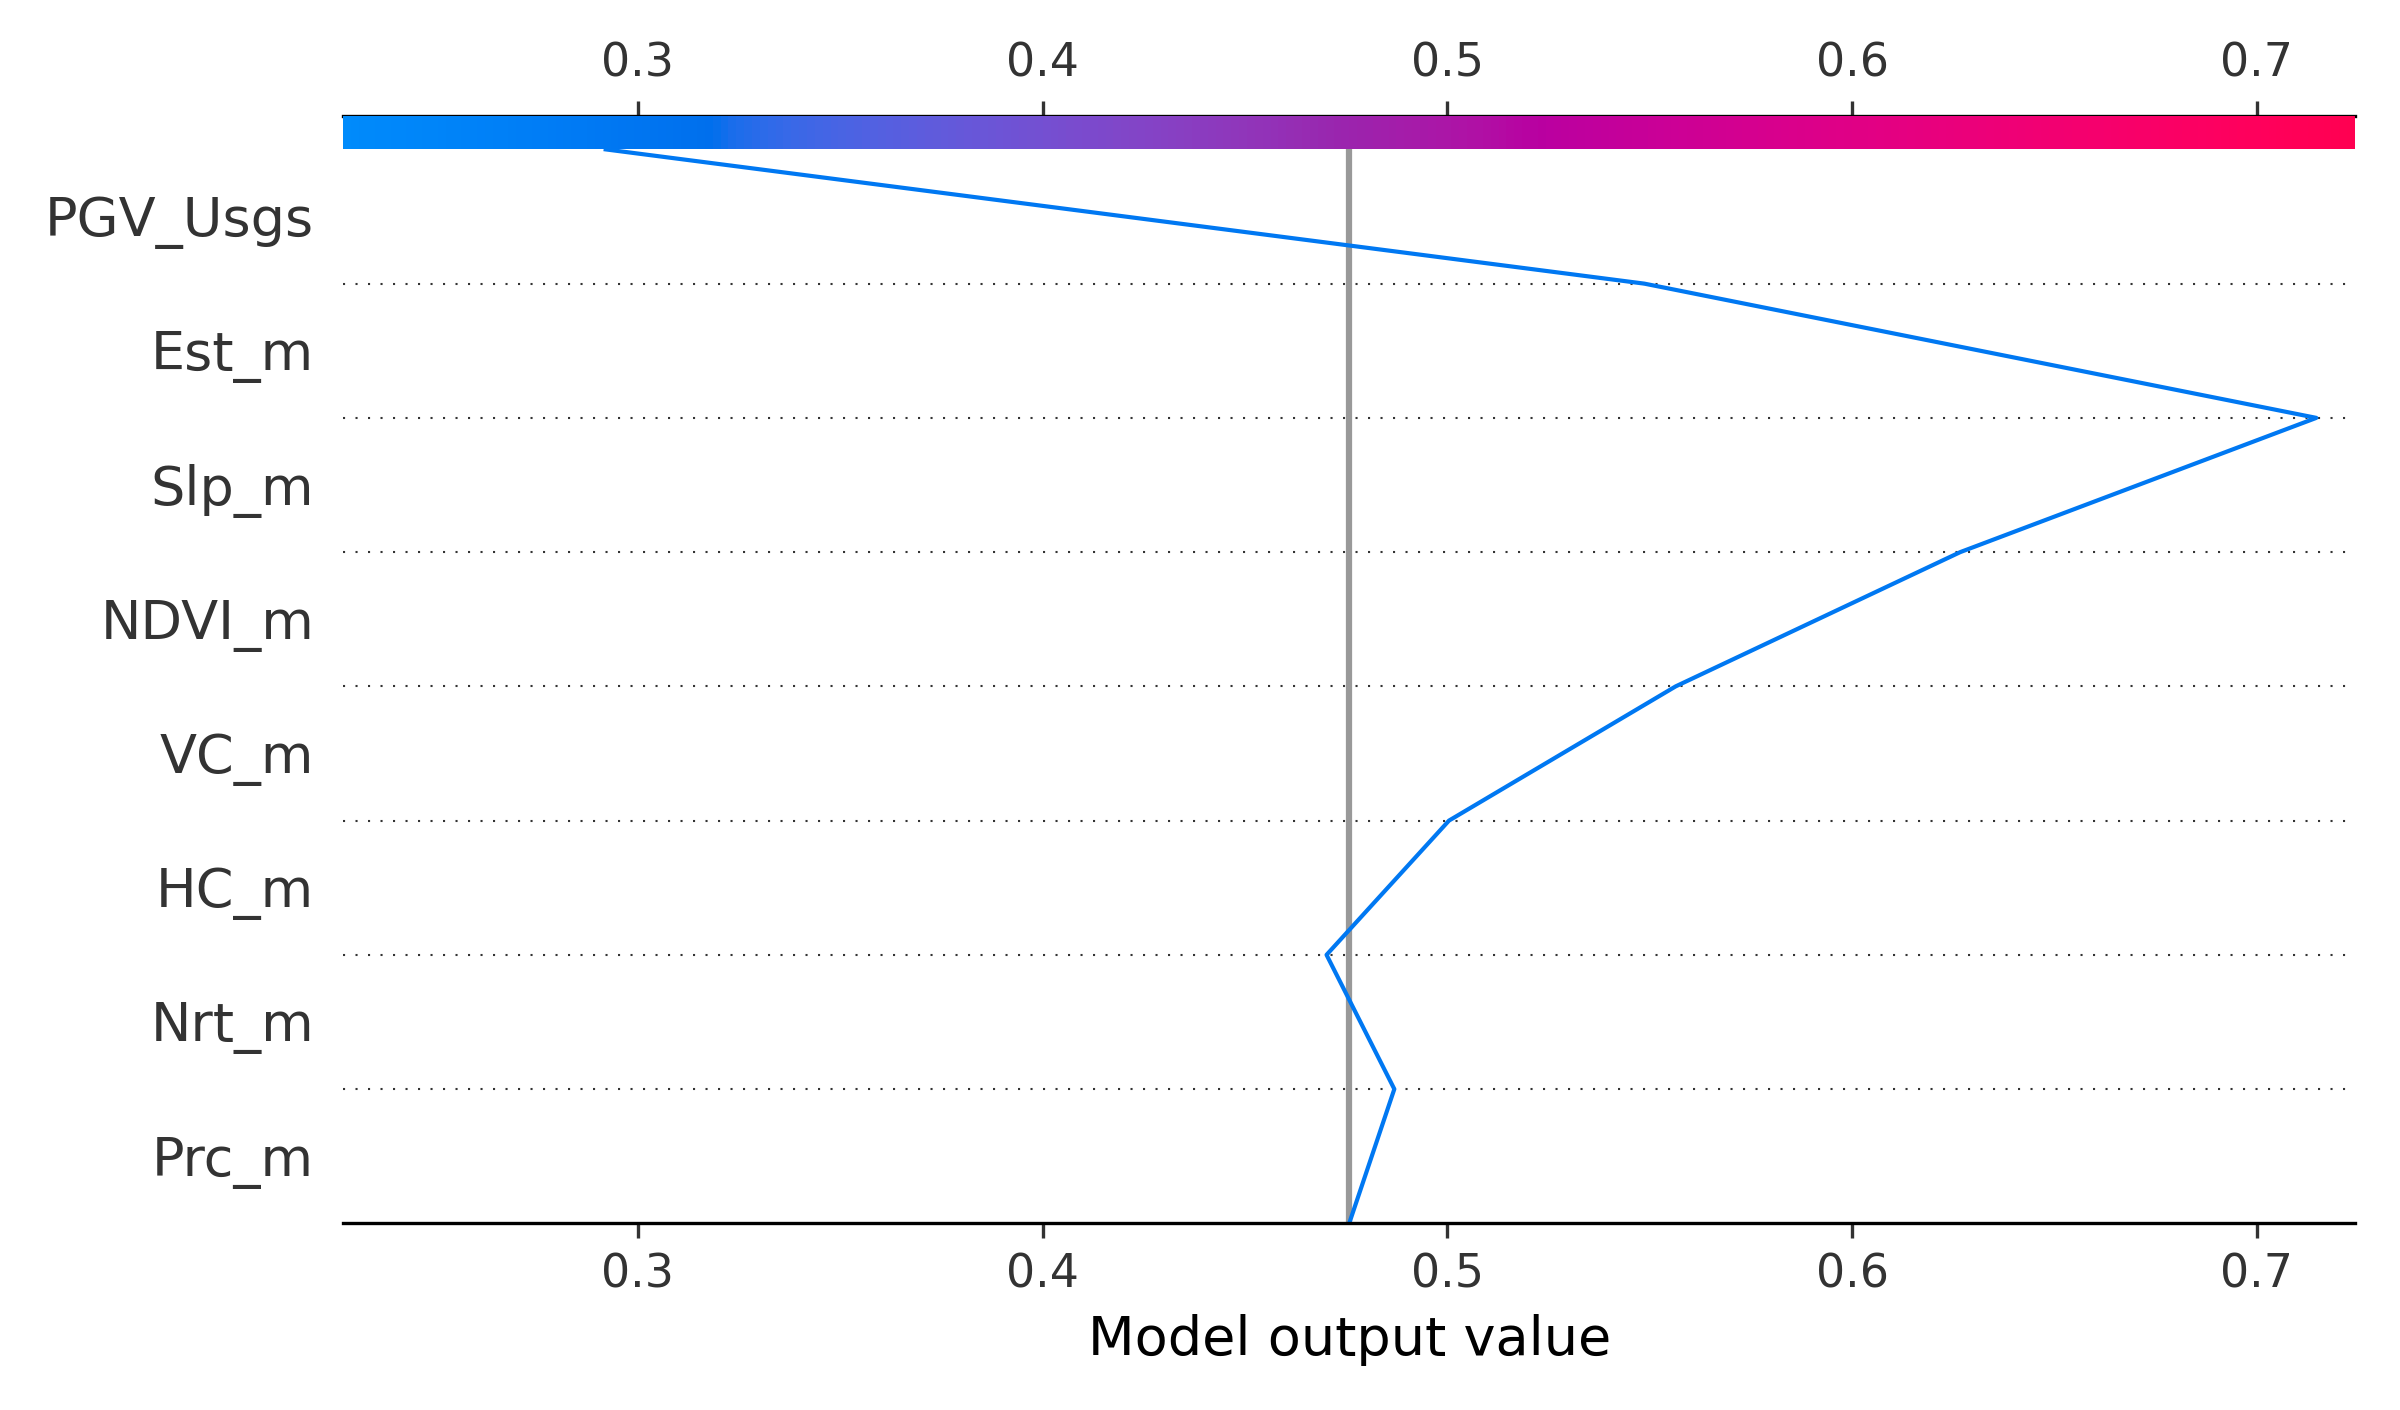 0.3 0.4 0.5 0.6 0.7
PGV_Usgs
Est_m
Slp_m
NDVI_m
VC_m
HC_m
Nrt_m
Prc_m
0.3 0.4 0.5 0.6 0.7
Model output value